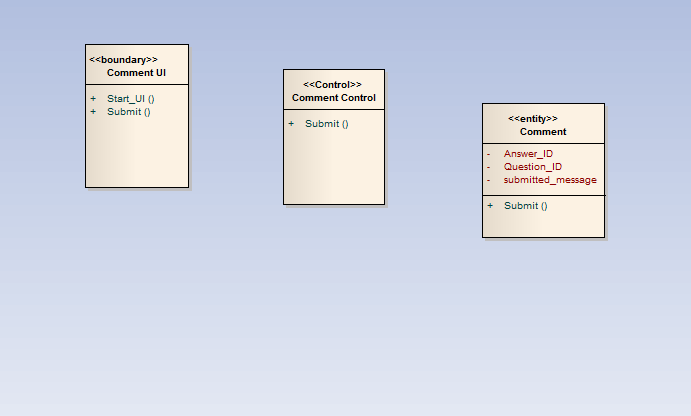 <<boundary>>
Comment UI
+ Start_UI ()
+ Submit ()
<<Control>>
Comment Control
+ Submit ()
<<entity>>
Comment
- Answer_ID
- Question_ID
- submitted_message
+ Submit ()